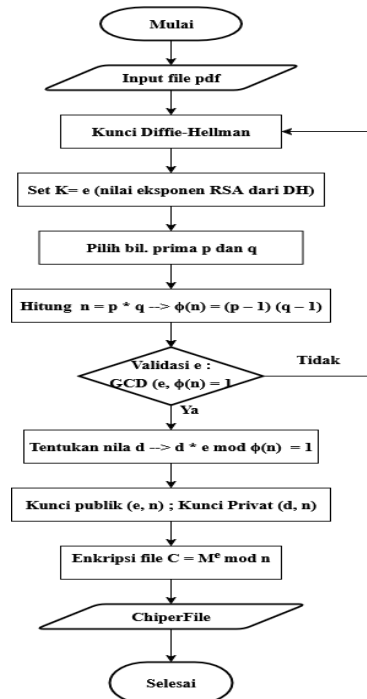 Mulai
Input file pdf
Kunci Diffie-Hellman
Set K= e (nilai eksponen RSA dari DH)
Pilih bil. prima p dan q
Hitung n = p * q --> ϕ(n) = (p – 1) (q – 1)
Validasi e :
GCD (e, ϕ(n) = 1
Tidak
Ya
Tentukan nila d --> d * e mod ϕ(n) = 1
Kunci publik (e, n) ; Kunci Privat (d, n)
Enkripsi file C = Mᵉ mod n
ChiperFile
Selesai